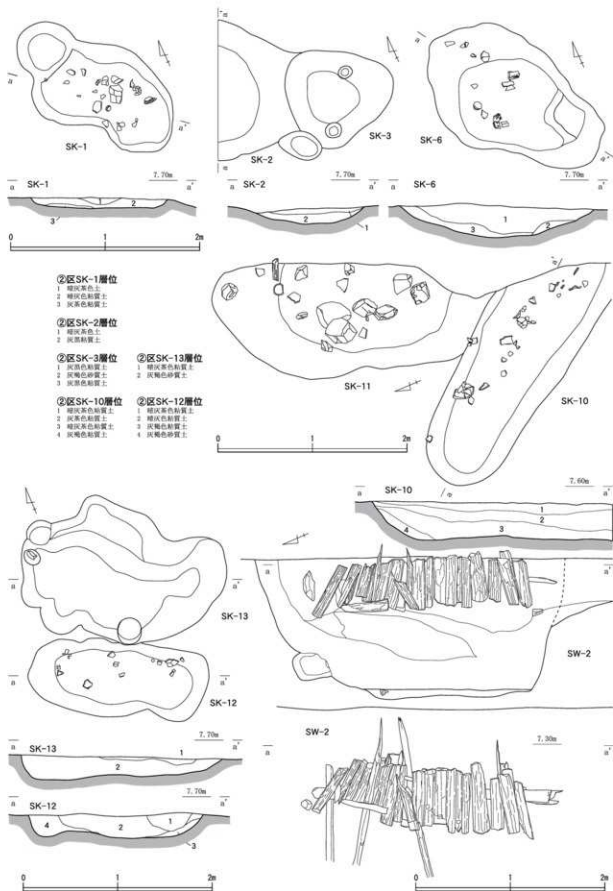 a
a'
SK-1
a
a
SK-2
SK-3
SK-6
a'
a SK-1 7.70m a'
1
2
3
a SK-2 7.70m a'
2
1
a SK-6 7.70m a'
1
2
3
0 1 2m
②区SK-1層位
1 暗灰茶色土
2 暗灰色粘質土
3 灰茶色粘質土
②区SK-2層位
1 暗灰茶色土
2 灰黒粘質土
②区SK-3層位
1 灰黒色粘質土
2 灰褐色砂質土
3 灰黒色粘質土
②区SK-13層位
1 暗灰茶色粘質土
2 灰褐色砂質土
②区SK-10層位
1 暗灰茶色粘質土
2 灰茶色粘質土
3 暗灰茶色粘質土
4 灰褐色粘質土
②区SK-12層位
1 暗灰茶色粘質土
2 暗灰色粘質土
3 灰褐色粘質土
4 灰褐色砂質土
SK-11
SK-10
a'
a
0 1 2m
a SK-10 7.60m a'
1
2
3
4
a a'
SK-13
a a'
SK-12
a a'
SW-2
SK-13
a 7.70m a'
1
2
SK-12
a 7.70m a'
4
2
1
3
SW-2
a 7.30m a'
0 1 2m
0 1 2m